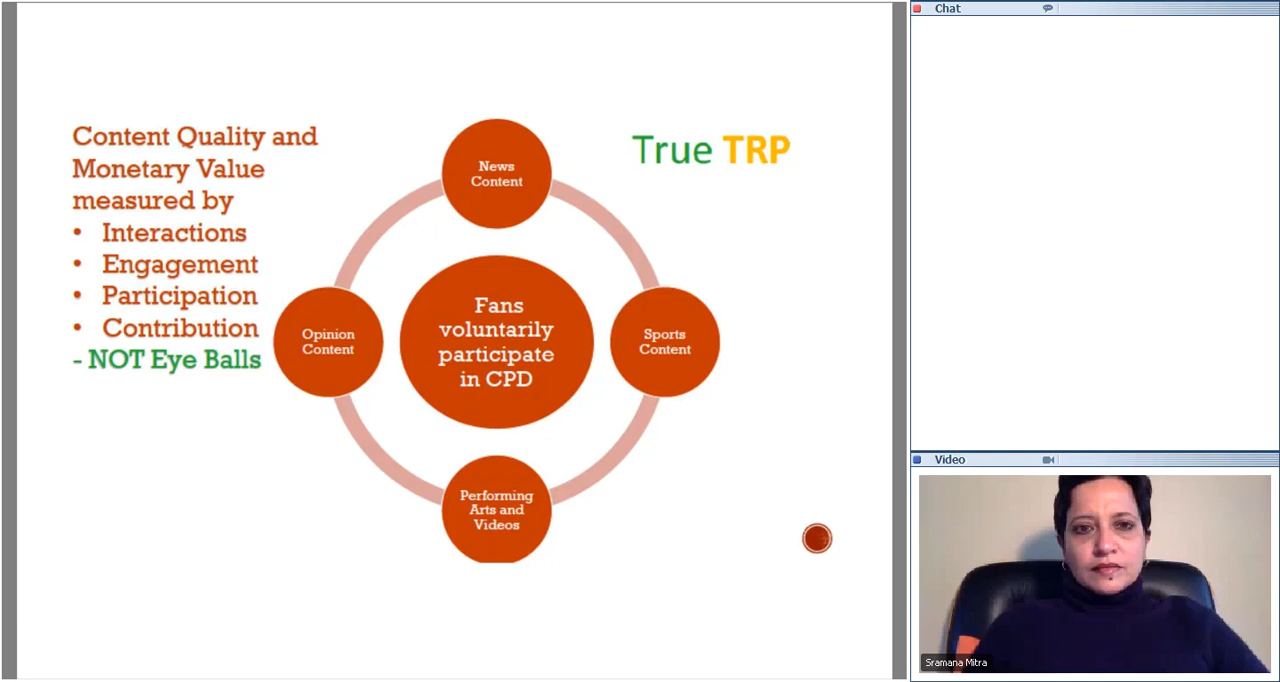 Content Quality and
Monetary Value
measured by
• Interactions
• Engagement
• Participation
• Contribution
- NOT Eye Balls
True TRP
News
Content
Opinion
Content
Fans
voluntarily
participate
in CPD
Sports
Content
Performing
Arts and
Videos
Chat
Video
Sramana Mitra